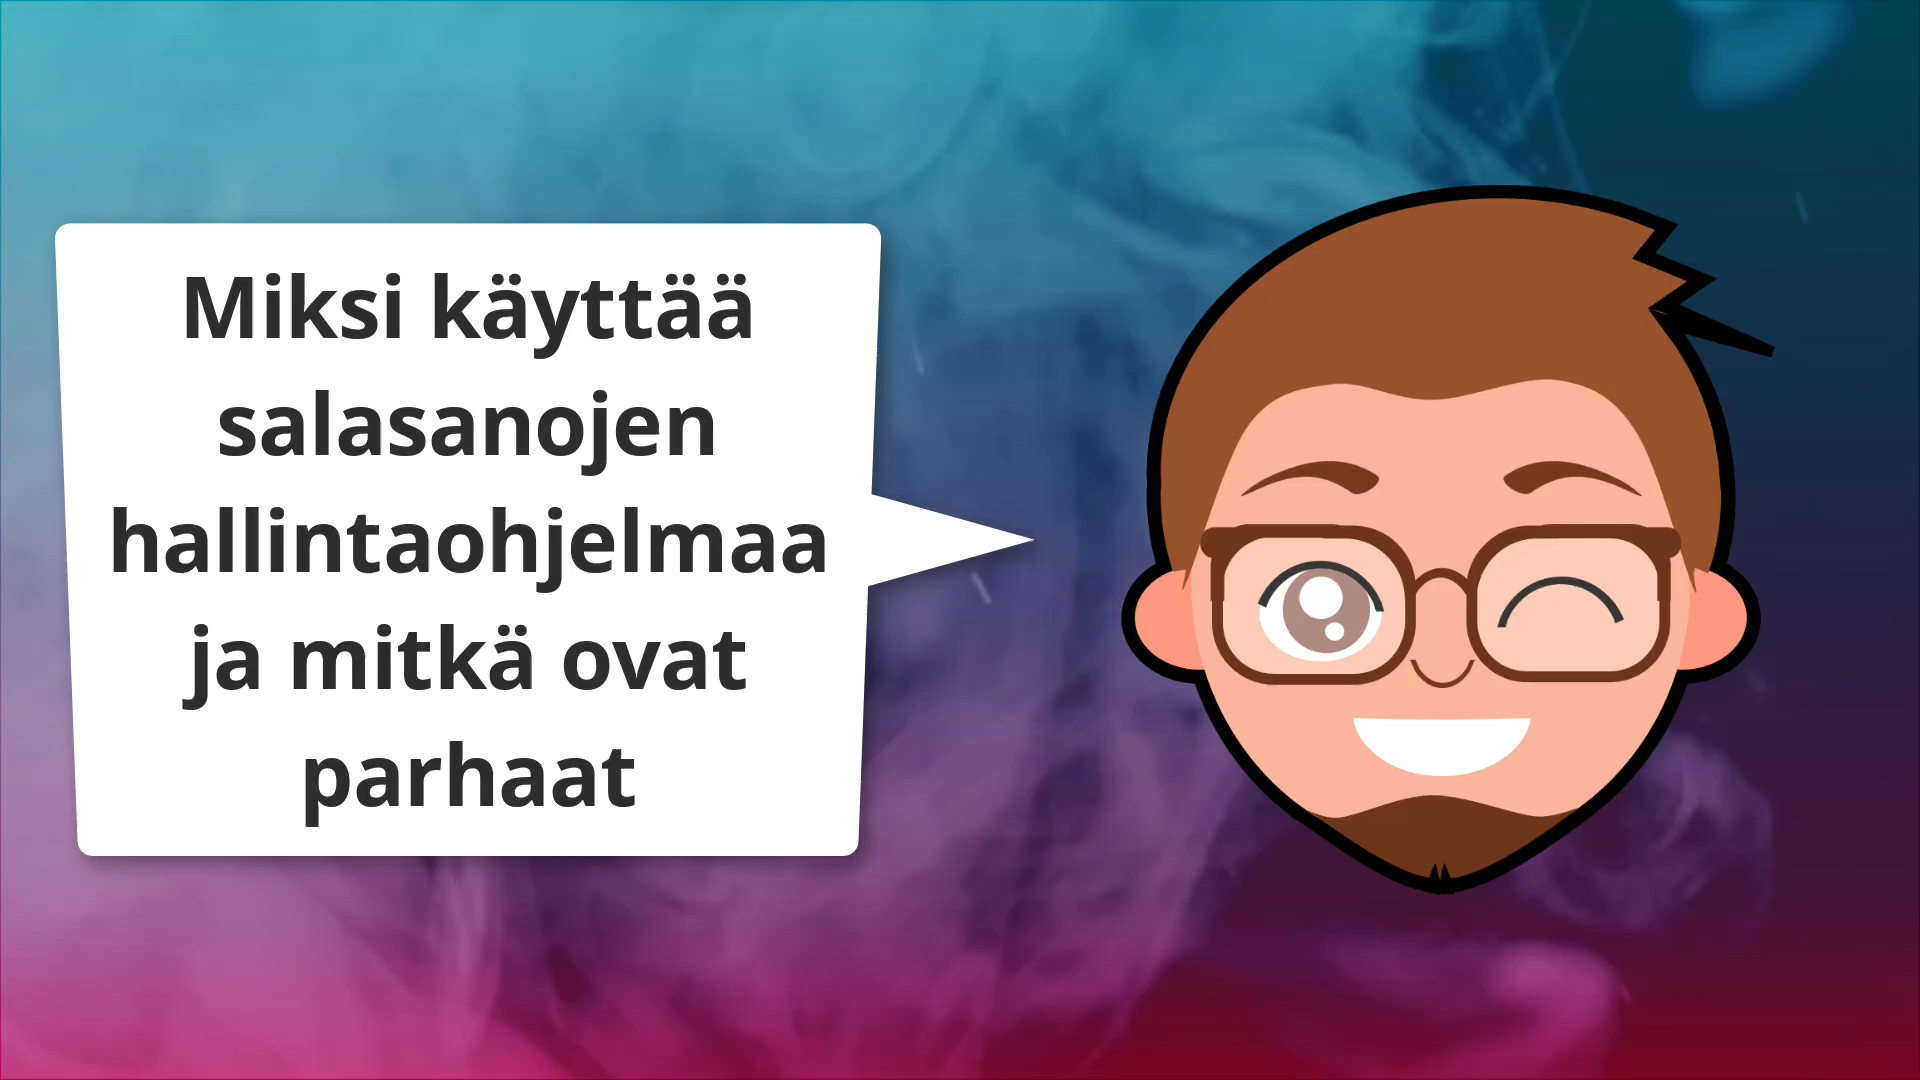 Miksi käyttää
salasanojen
hallintaohjelmaa
ja mitkä ovat
parhaat